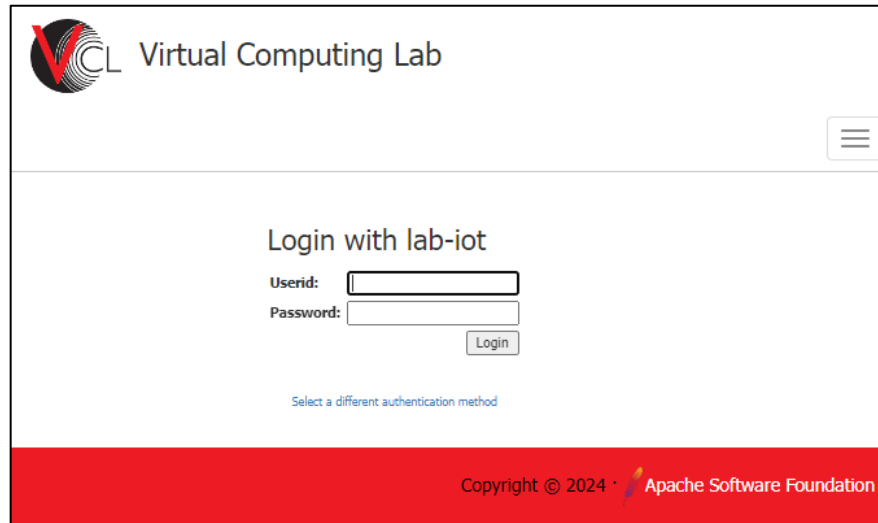 VCL Virtual Computing Lab
Login with lab-iot
Userid:
Password:
Login
Select a different authentication method
Copyright © 2024 · Apache Software Foundation